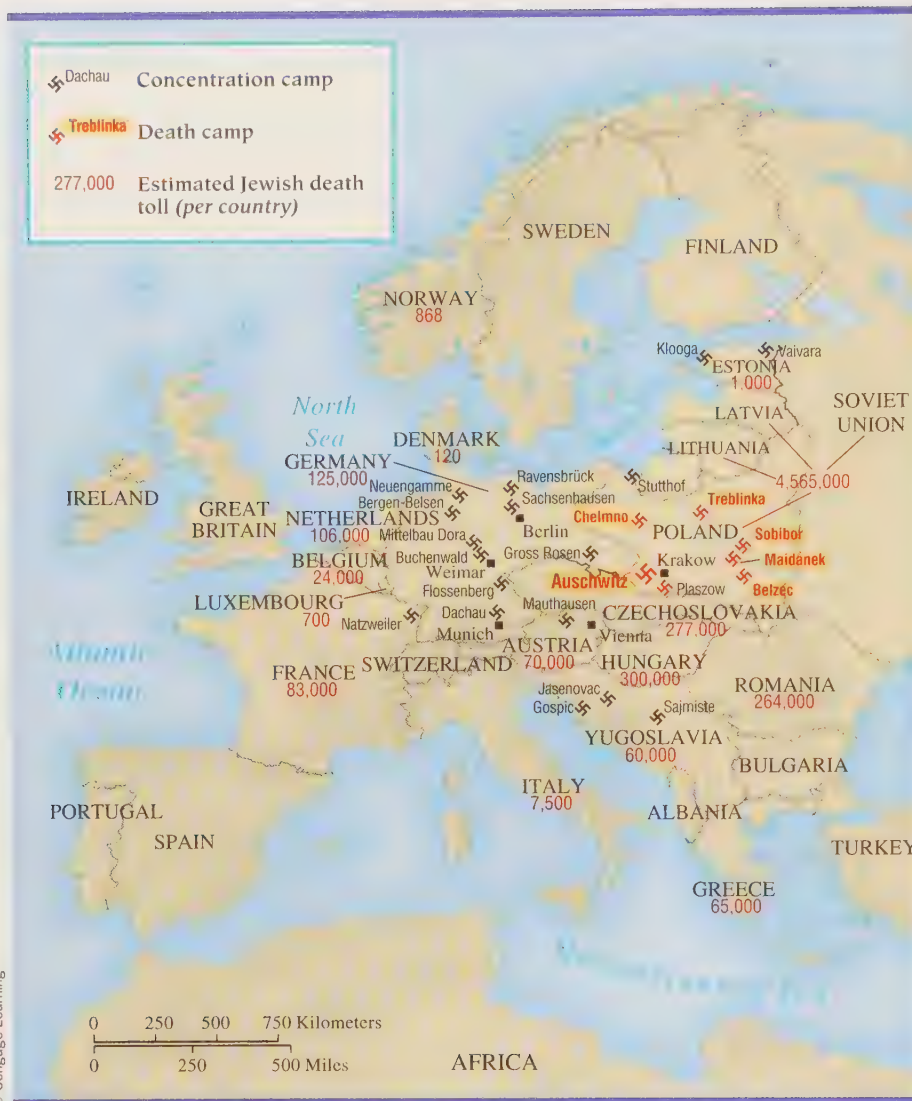 Dachau Concentration camp
Treblinka Death camp
277,000 Estimated Jewish death
toll (per country)
SWEDEN
FINLAND
NORWAY
868
Klooga
Vaivara
ESTONIA
1,000
North
Sea
LATVIA
SOVIET
UNION
DENMARK
120
LITHUANIA
GERMANY
125,000
4,565,000
IRELAND
GREAT
BRITAIN
Neuengamme
Bergen-Belsen
Ravensbrück
Sachsenhausen
Stutthof
Treblinka
NETHERLANDS
106,000
Berlin
Chelmno
POLAND
Sobibor
Mittelbau Dora
Buchenwald
Gross Rosen
Krakow
Maidanek
BELGIUM
24,000
Weimar
Auschwitz
Flossenberg
Plaszow
Belzec
LUXEMBOURG
700
Natzweiler
Dachau
Munich
Mauthausen
CZECHOSLOVAKIA
277,000
Vienna
Atlantic
Ocean
FRANCE
83,000
SWITZERLAND
AUSTRIA
70,000
HUNGARY
300,000
ROMANIA
264,000
Jasenovac
Gospic
Sajmiste
YUGOSLAVIA
60,000
BULGARIA
ITALY
7,500
ALBANIA
PORTUGAL
SPAIN
TURKEY
GREECE
65,000
0 250 500 750 Kilometers
0 250 500 Miles
AFRICA
Cengage Learning